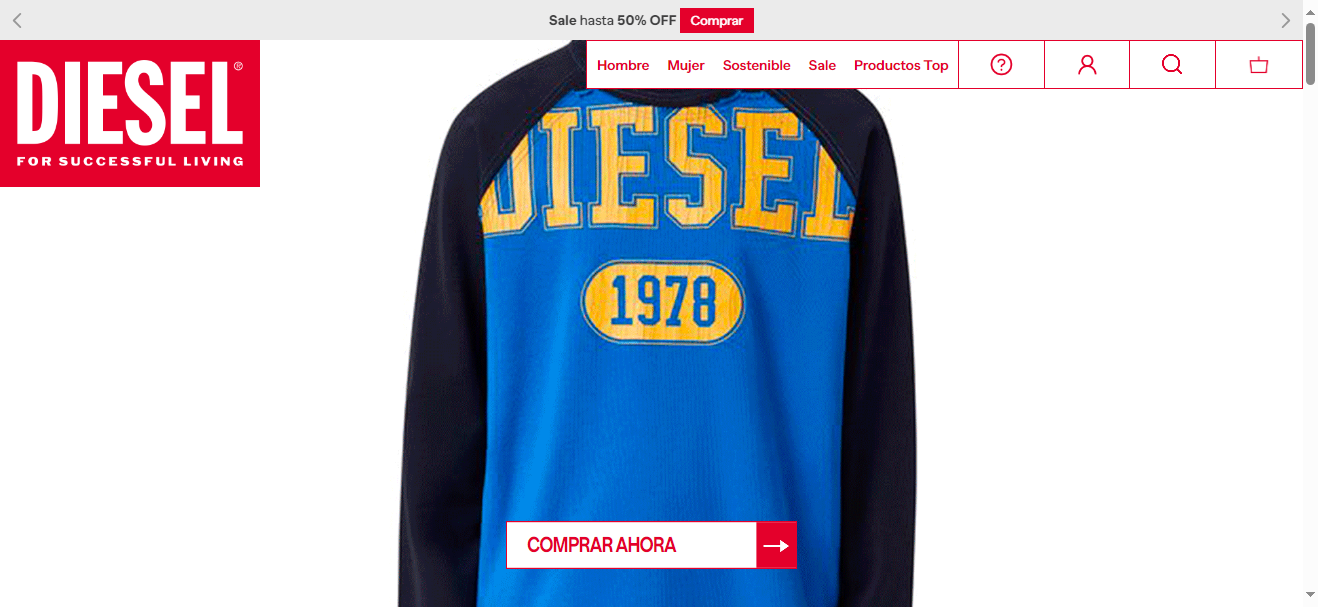 Sale hasta 50% OFF Comprar
DIESEL®
FOR SUCCESSFUL LIVING
Hombre Mujer Sostenible Sale Productos Top
DIESEL
1978
COMPRAR AHORA